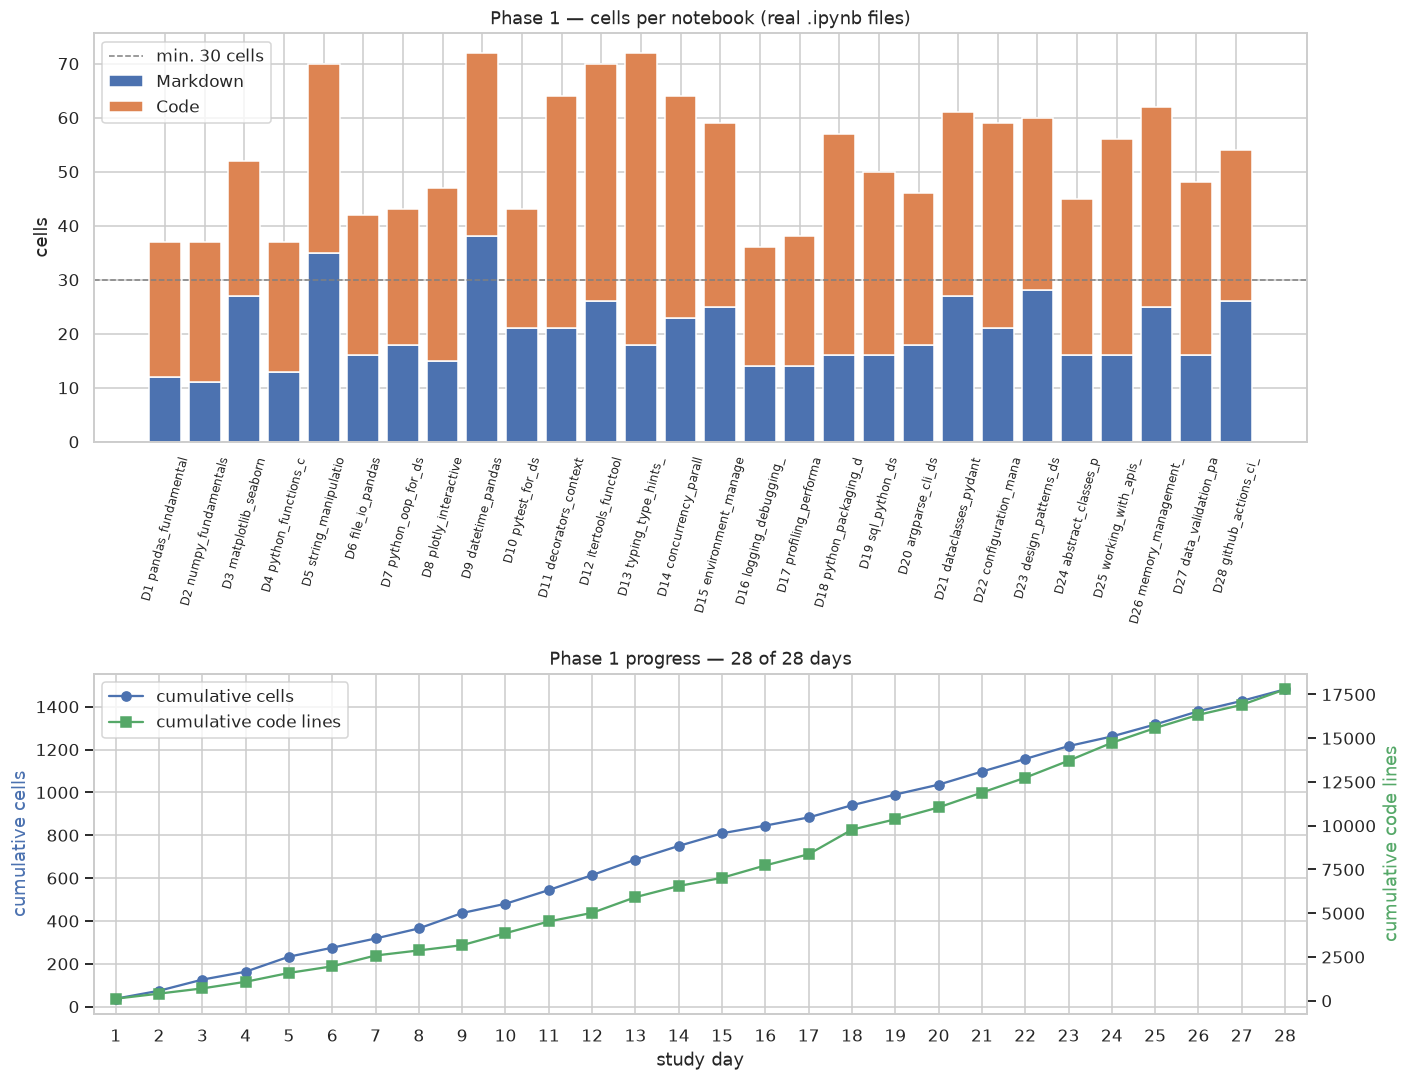 Phase 1 — cells per notebook (real .ipynb files)
min. 30 cells
Markdown
Code
cells
70
60
50
40
30
20
10
0
D1 pandas_fundamental
D2 numpy_fundamentals
D3 matplotlib_seaborn
D4 python_functions_c
D5 string_manipulatio
D6 file_io_pandas
D7 python_oop_for_ds
D8 plotly_interactive
D9 datetime_pandas
D10 pytest_for_ds
D11 decorators_context
D12 itertools_functool
D13 typing_type_hints_
D14 concurrency_parall
D15 environment_manage
D16 logging_debugging_
D17 profiling_performa
D18 python_packaging_d
D19 sql_python_ds
D20 argparse_cli_ds
D21 dataclasses_pydant
D22 configuration_mana
D23 design_patterns_ds
D24 abstract_classes_p
D25 working_with_apis_
D26 memory_management_
D27 data_validation_pa
D28 github_actions_ci_
Phase 1 progress — 28 of 28 days
cumulative cells
cumulative code lines
cumulative cells
1400
1200
1000
800
600
400
200
0
17500
15000
12500
10000
7500
5000
2500
0
cumulative code lines
1 2 3 4 5 6 7 8 9 10 11 12 13 14 15 16 17 18 19 20 21 22 23 24 25 26 27 28
study day